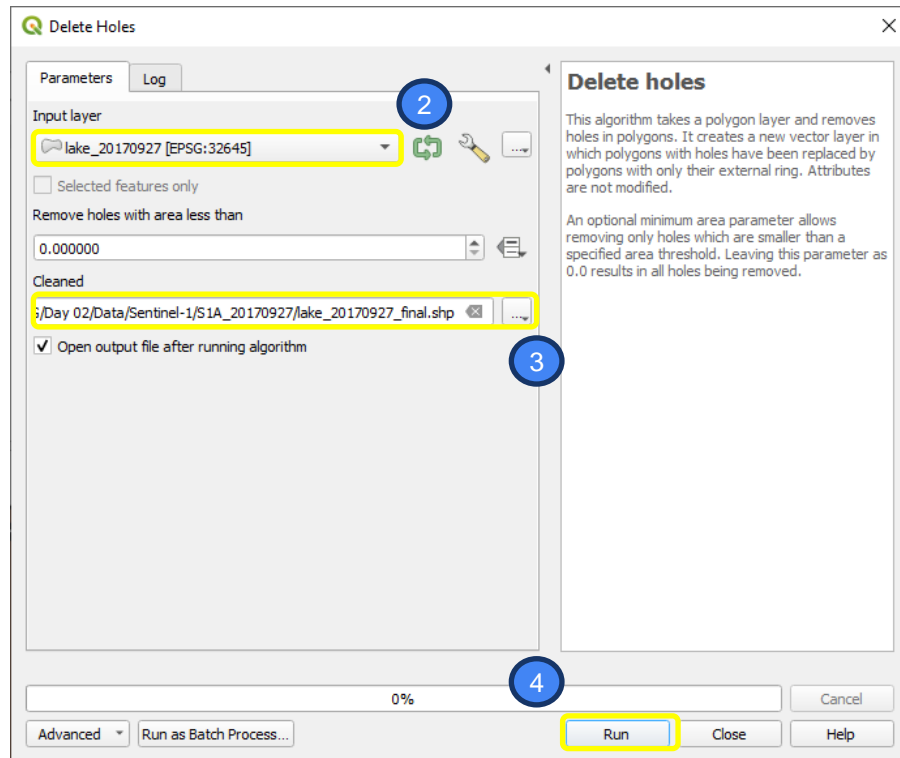 Delete Holes
Parameters
Log
2
Input layer
lake_20170927 [EPSG:32645]
...
Selected features only
Remove holes with area less than
0.000000
Cleaned
/Day 02/Data/Sentinel-1/S1A_20170927/lake_20170927_final.shp
...
Open output file after running algorithm
3
Delete holes
This algorithm takes a polygon layer and removes
holes in polygons. It creates a new vector layer in
which polygons with holes have been replaced by
polygons with only their external ring. Attributes
are not modified.
An optional minimum area parameter allows
removing only holes which are smaller than a
specified area threshold. Leaving this parameter as
0.0 results in all holes being removed.
4
0%
Cancel
Advanced
Run as Batch Process...
Run
Close
Help